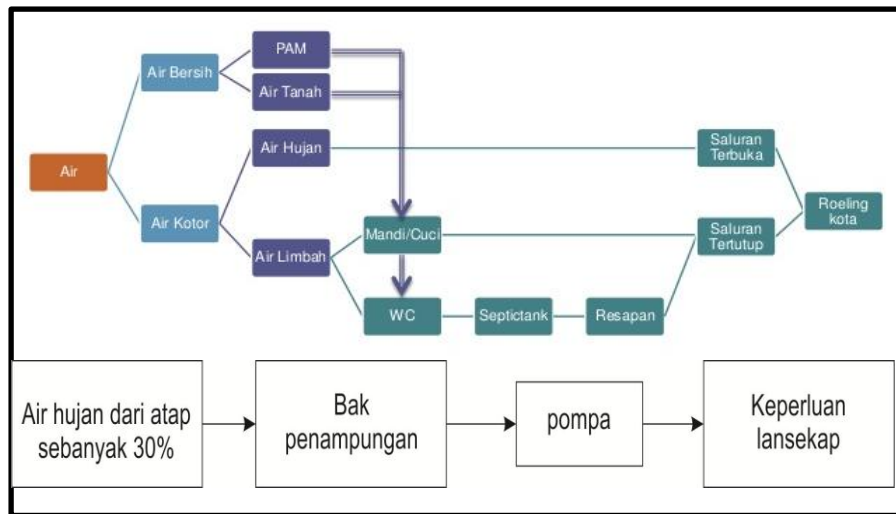 PAM
Air Bersih
Air Tanah
Air Hujan
Saluran
Terbuka
Air
Roeling
kota
Air Kotor
Mandi/Cuci
Saluran
Tertutup
Air Limbah
WC
Septictank
Resapan
Air hujan dari atap
sebanyak 30%
Bak
penampungan
pompa
Keperluan
lansekap